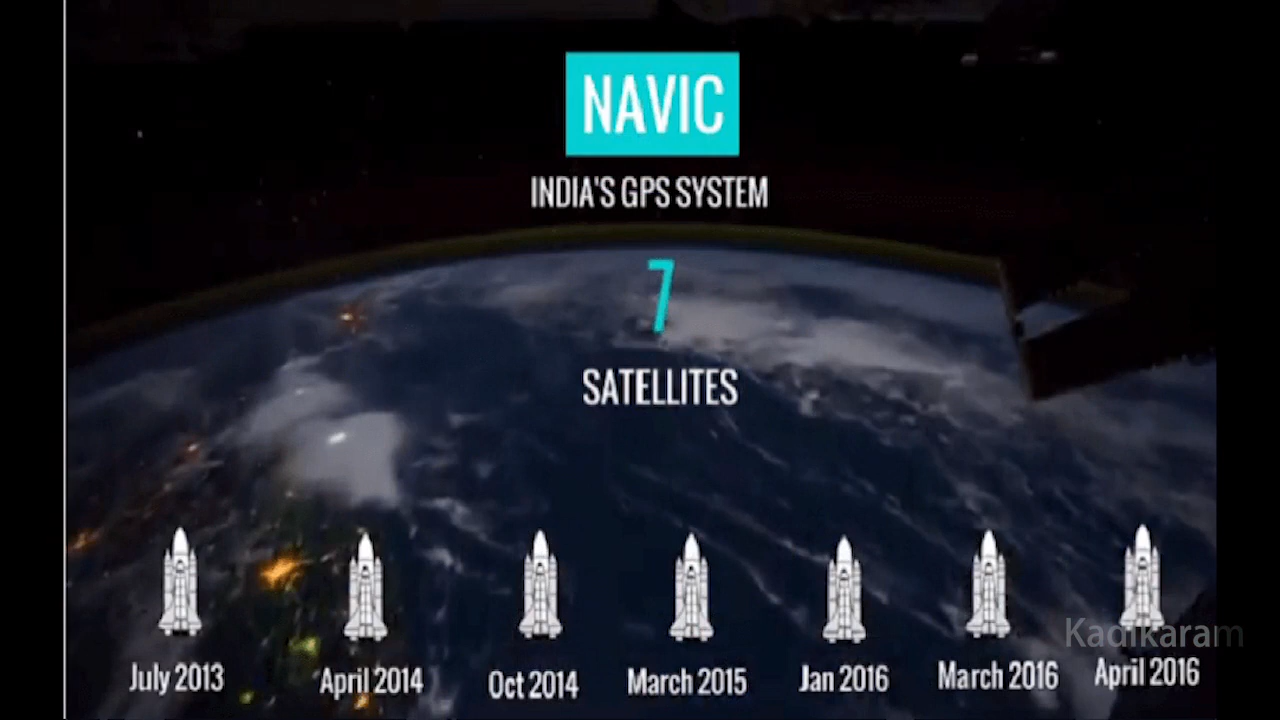 NAVIC
INDIA'S GPS SYSTEM
7
SATELLITES
July 2013
April 2014
Oct 2014
March 2015
Jan 2016
March 2016
April 2016
Kadikaram